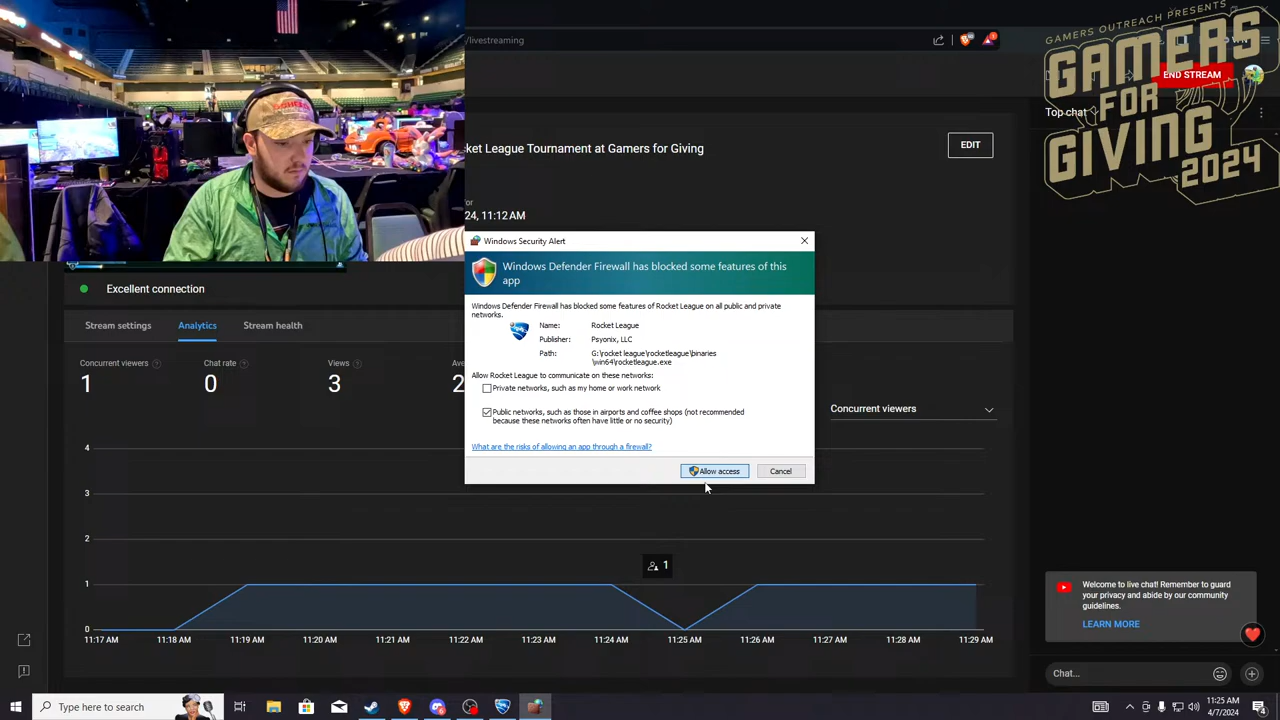 /livestreaming
GAMERS OUTREACH PRESENTS
GAMERS
FOR
GIVING
2024
END STREAM
Top chat
ket League Tournament at Gamers for Giving
EDIT
for
24, 11:12 AM
Windows Security Alert
Windows Defender Firewall has blocked some features of this
app
Windows Defender Firewall has blocked some features of Rocket League on all public and private
networks.
Name: Rocket League
Publisher: Psyonix, LLC
Path: G:\rocket league\rocketleague\binaries
\win64\rocketleague.exe
Allow Rocket League to communicate on these networks:
Private networks, such as my home or work network
Public networks, such as those in airports and coffee shops (not recommended
because these networks often have little or no security)
What are the risks of allowing an app through a firewall?
Allow access Cancel
Excellent connection
Stream settings Analytics Stream health
Concurrent viewers Chat rate Views Ave
1 0 3 2
Concurrent viewers
4
3
2
1
0
1
11:17 AM 11:18 AM 11:19 AM 11:20 AM 11:21 AM 11:22 AM 11:23 AM 11:24 AM 11:25 AM 11:26 AM 11:27 AM 11:28 AM 11:29 AM
Welcome to live chat! Remember to guard
your privacy and abide by our community
guidelines.
LEARN MORE
Chat...
Type here to search
11:25 AM
4/7/2024